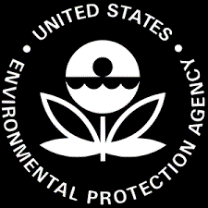 UNITED STATES
• ENVIRONMENTAL PROTECTION AGENCY •